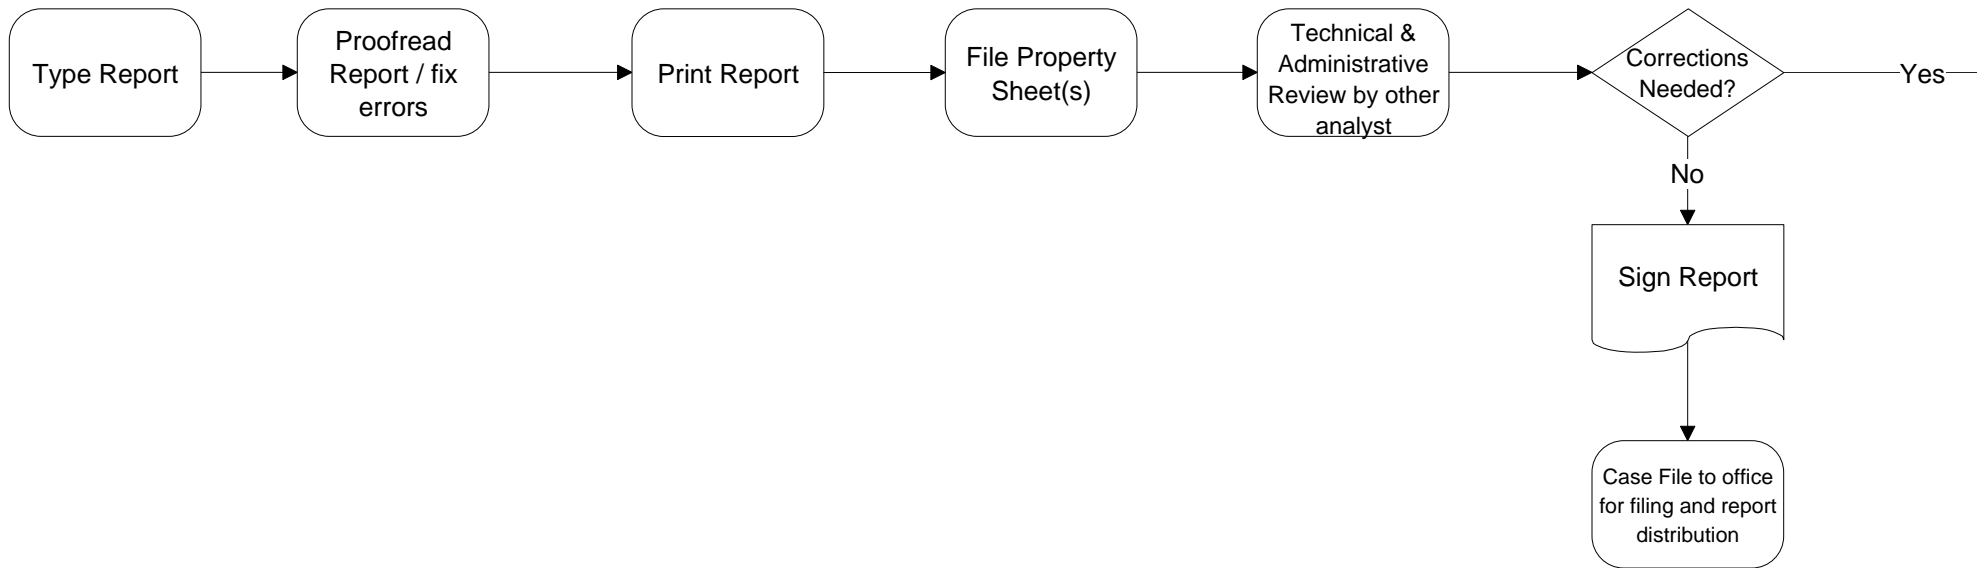 Type Report
Proofread
Report / fix
errors
Print Report
File Property
Sheet(s)
Technical &
Administrative
Review by other
analyst
Corrections
Needed?
Yes
No
Sign Report
Case File to office
for filing and report
distribution